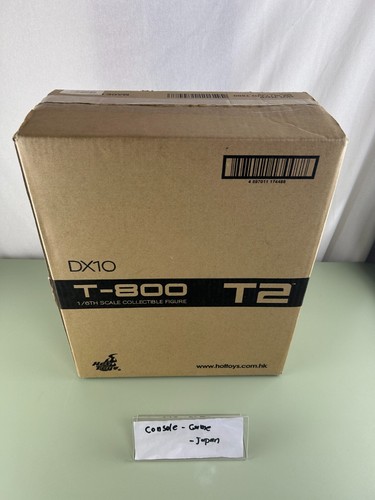 DX10
T-800
1/6TH SCALE COLLECTIBLE FIGURE
T2
www.hottoys.com.hk
Console - Game
- Japan